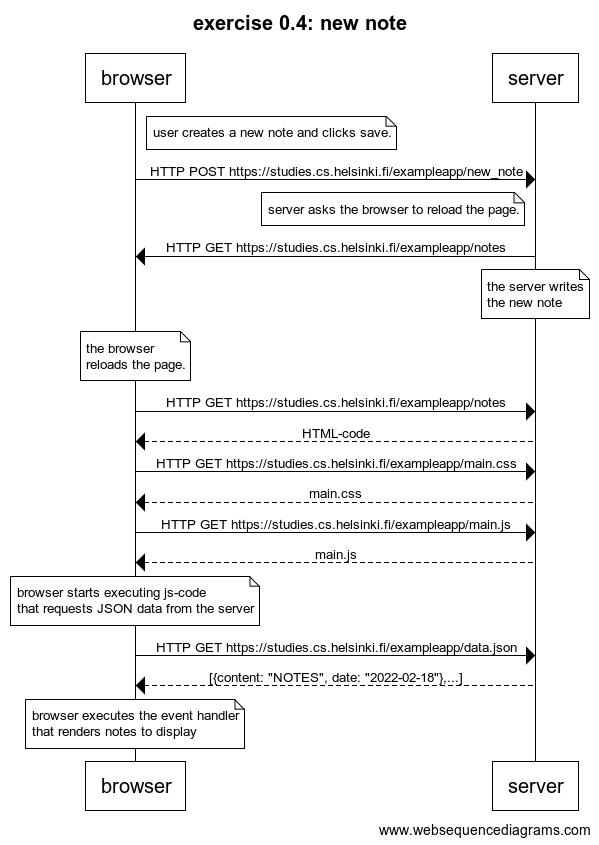 exercise 0.4: new note
browser
server
user creates a new note and clicks save.
HTTP POST https://studies.cs.helsinki.fi/exampleapp/new_note
server asks the browser to reload the page.
HTTP GET https://studies.cs.helsinki.fi/exampleapp/notes
the server writes
the new note
the browser
reloads the page.
HTTP GET https://studies.cs.helsinki.fi/exampleapp/notes
HTML-code
HTTP GET https://studies.cs.helsinki.fi/exampleapp/main.css
main.css
HTTP GET https://studies.cs.helsinki.fi/exampleapp/main.js
main.js
browser starts executing js-code
that requests JSON data from the server
HTTP GET https://studies.cs.helsinki.fi/exampleapp/data.json
[{content: "NOTES", date: "2022-02-18"},...]
browser executes the event handler
that renders notes to display
browser
server
www.websequencediagrams.com